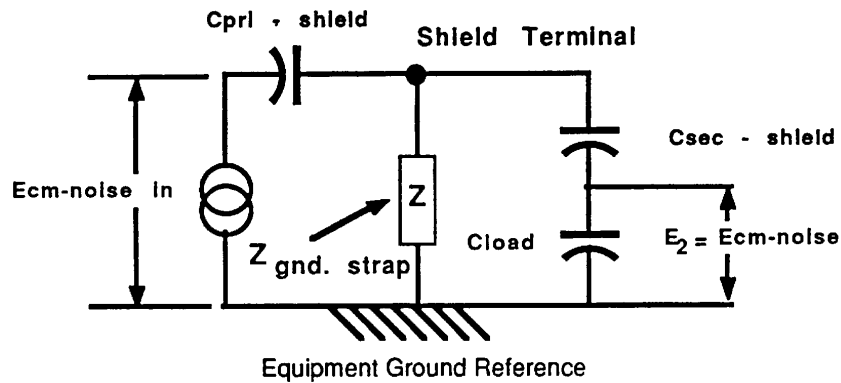 Cpri - shield
Shield Terminal
Csec - shield
Ecm-noise in
Z
Z gnd. strap
Cload
E2 = Ecm-noise
Equipment Ground Reference